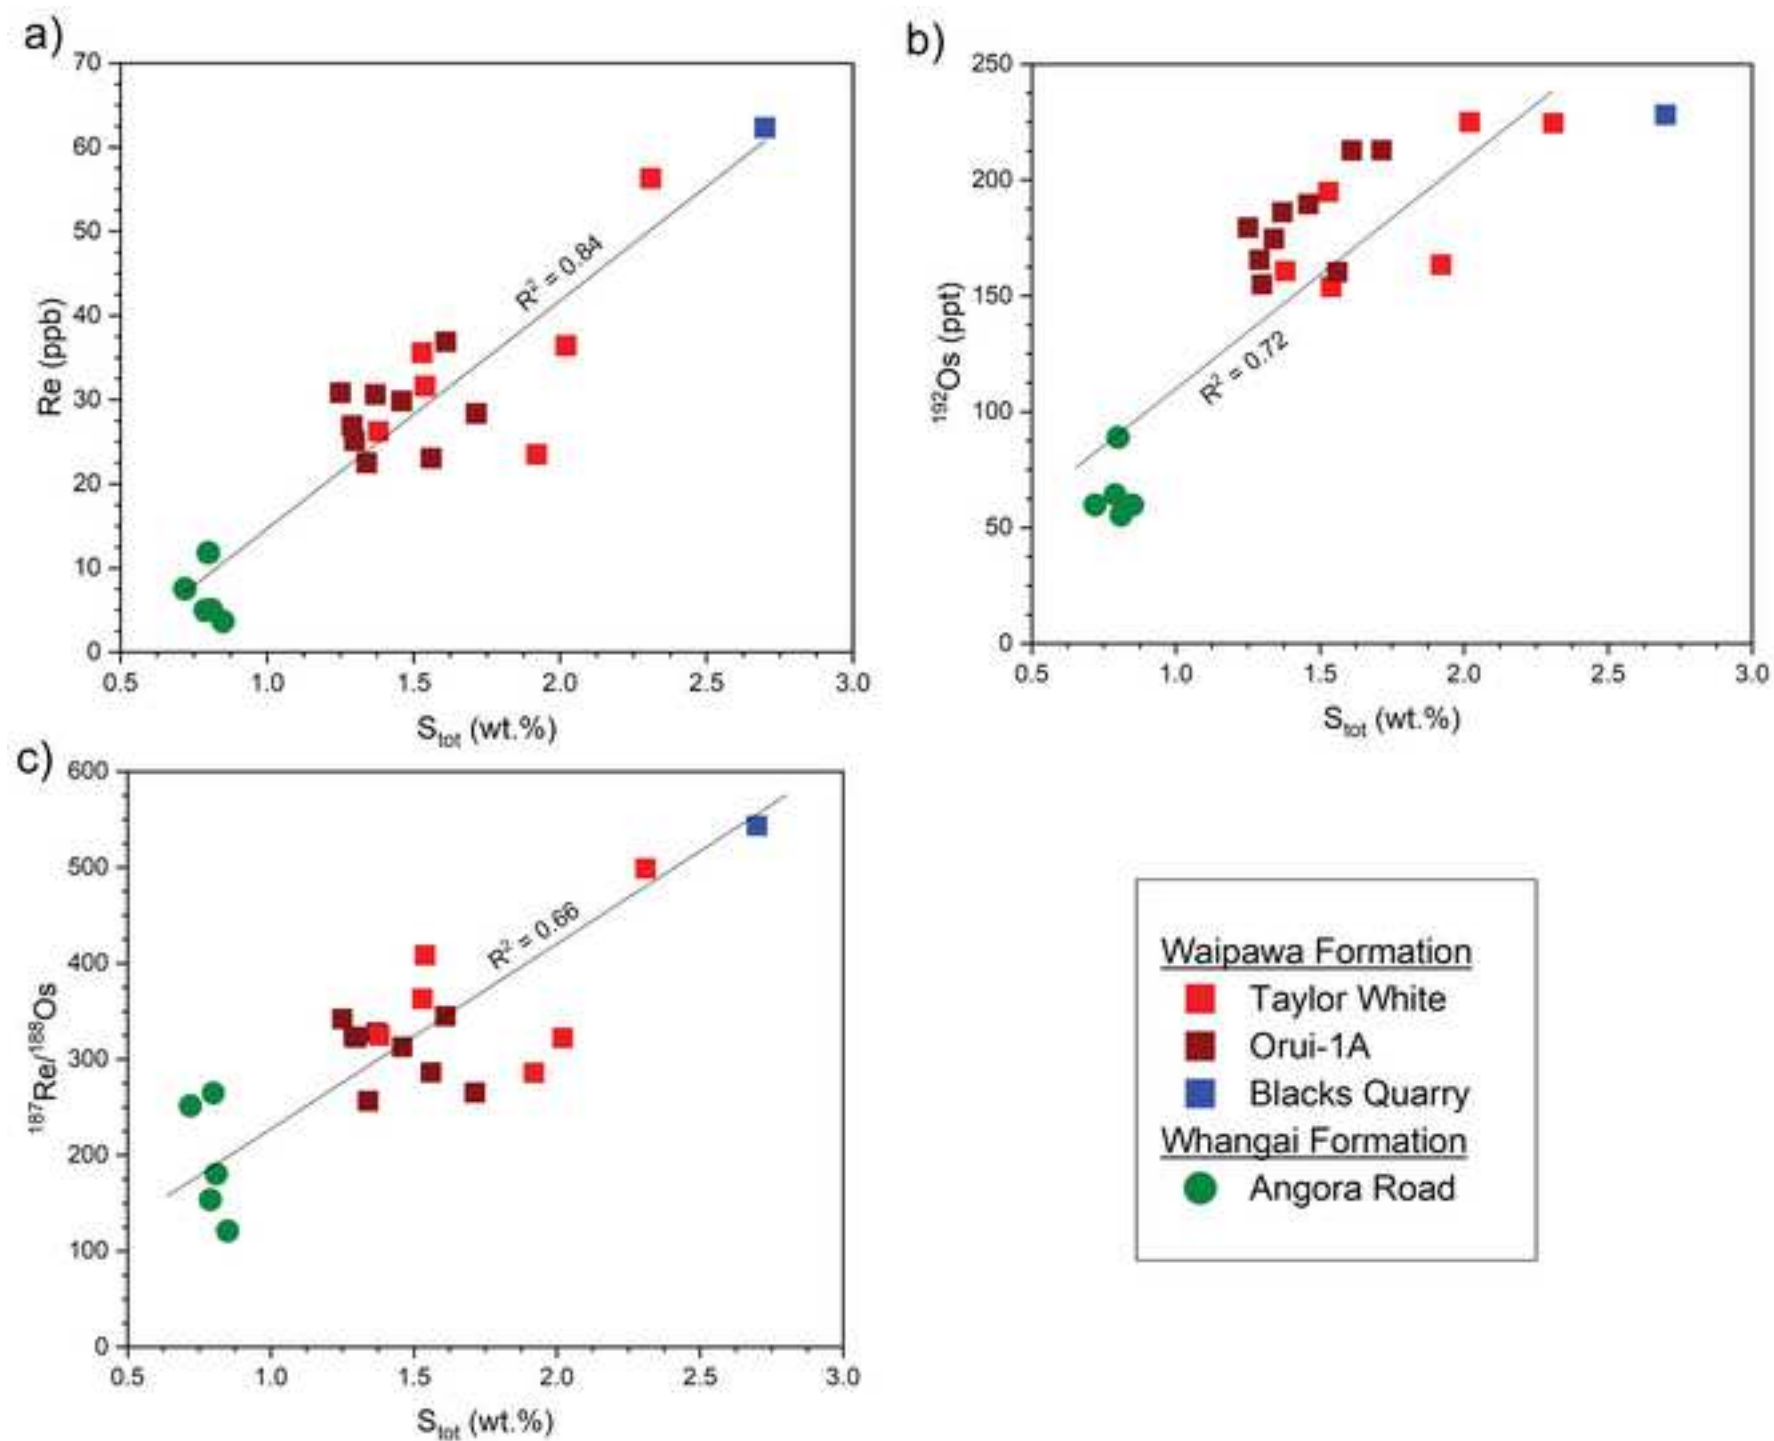 a)
70
60
50
40
30
20
10
0
Re (ppb)
R² = 0.84
0.5 1.0 1.5 2.0 2.5 3.0
Stot (wt.%)
b)
250
200
150
100
50
0
¹⁹²Os (ppt)
R² = 0.72
0.5 1.0 1.5 2.0 2.5 3.0
Stot (wt.%)
c)
600
500
400
300
200
100
0
¹⁸⁷Re/¹⁸⁸Os
R² = 0.66
0.5 1.0 1.5 2.0 2.5 3.0
Stot (wt.%)
Waipawa Formation
Taylor White
Orui-1A
Blacks Quarry
Whangai Formation
Angora Road